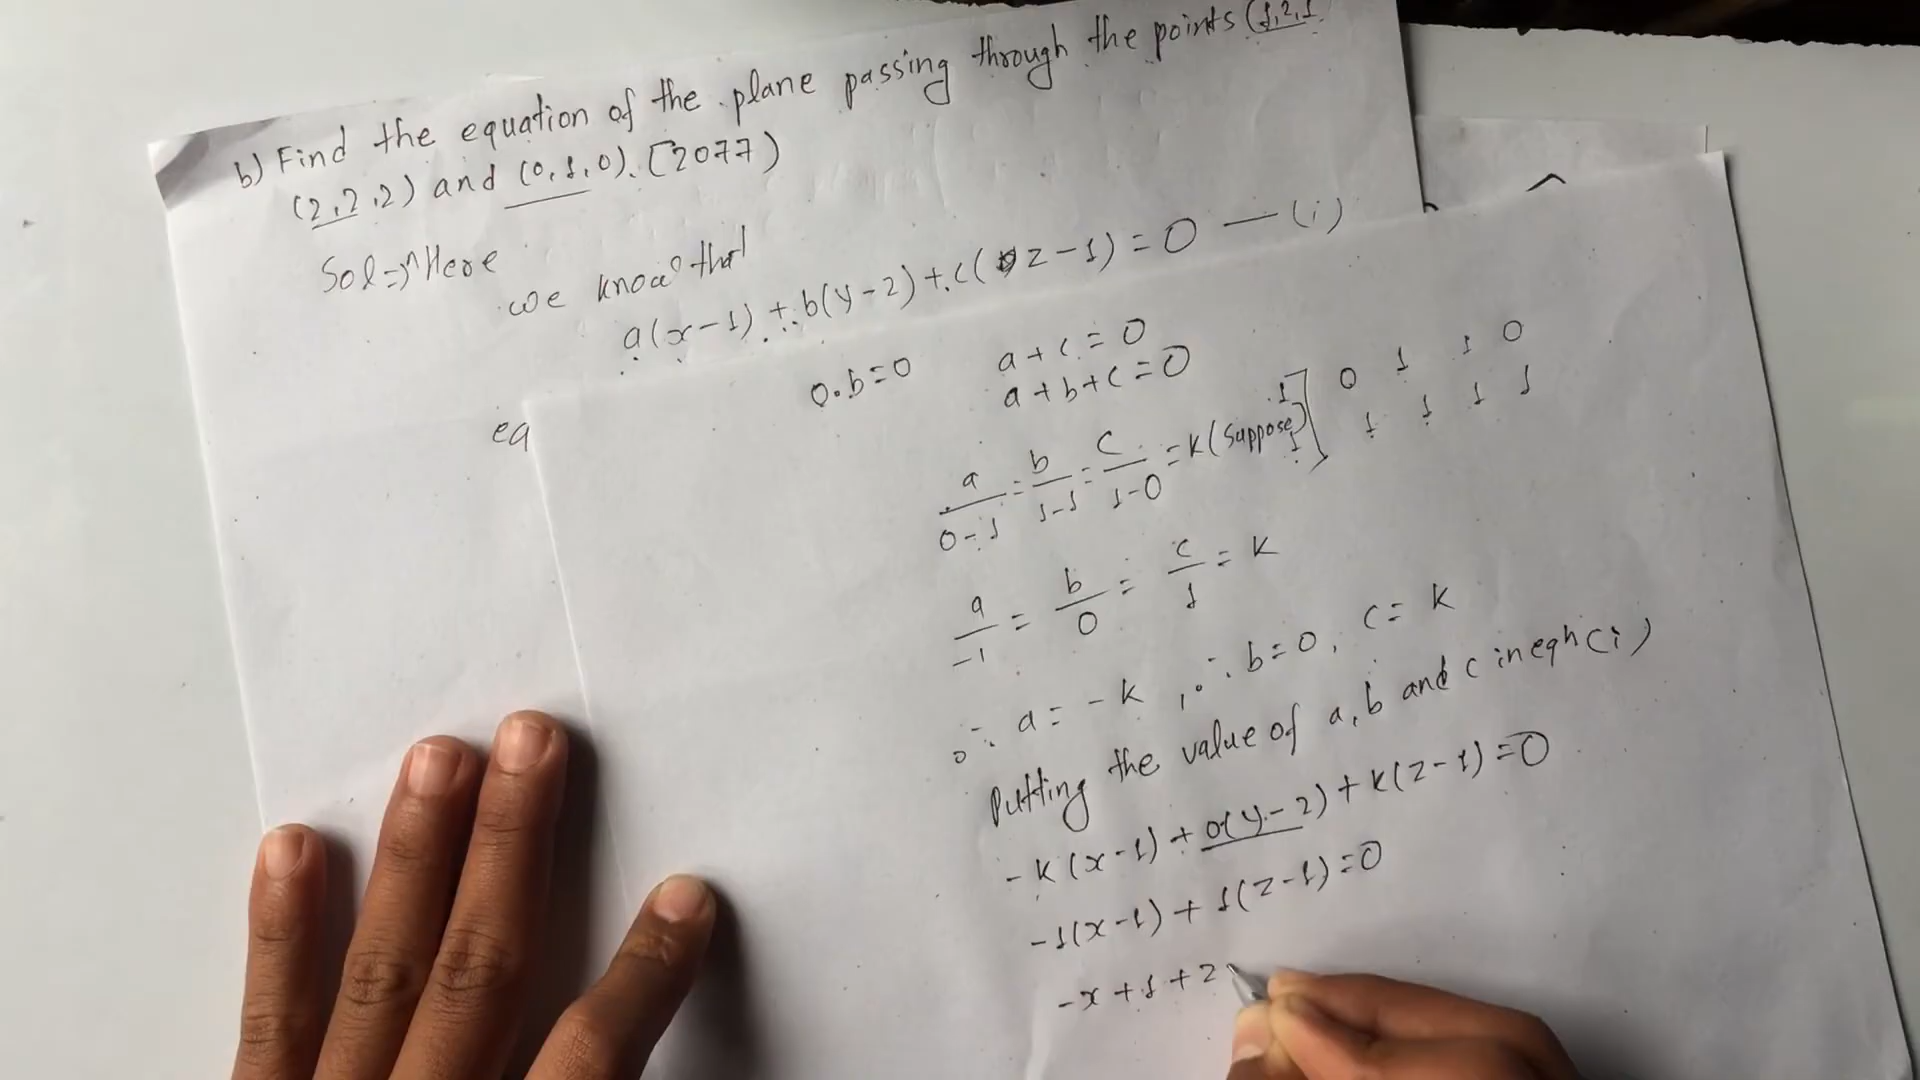 b) Find the equation of the plane passing through the points (1,2,1
(2,2,2) and (0,1,0). [2077)
Sol=>n Here
we know that
a(x-1) + b(y-2) + c(z-1) = 0 — (i)
eq
0.b=0
a + c = 0
a + b + c = 0
1 0 1 1 0
1 1 1 1 1
a/0-1 = b/1-1 = c/1-0 = k (Suppose)
a/-1 = b/0 = c/1 = k
∴ a = -k, ∴ b = 0, c = k
Putting the value of a, b and c in eqn (i)
-k(x-1) + 0(y-2) + k(z-1) = 0
-1(x-1) + 1(z-1) = 0
-x + 1 + z